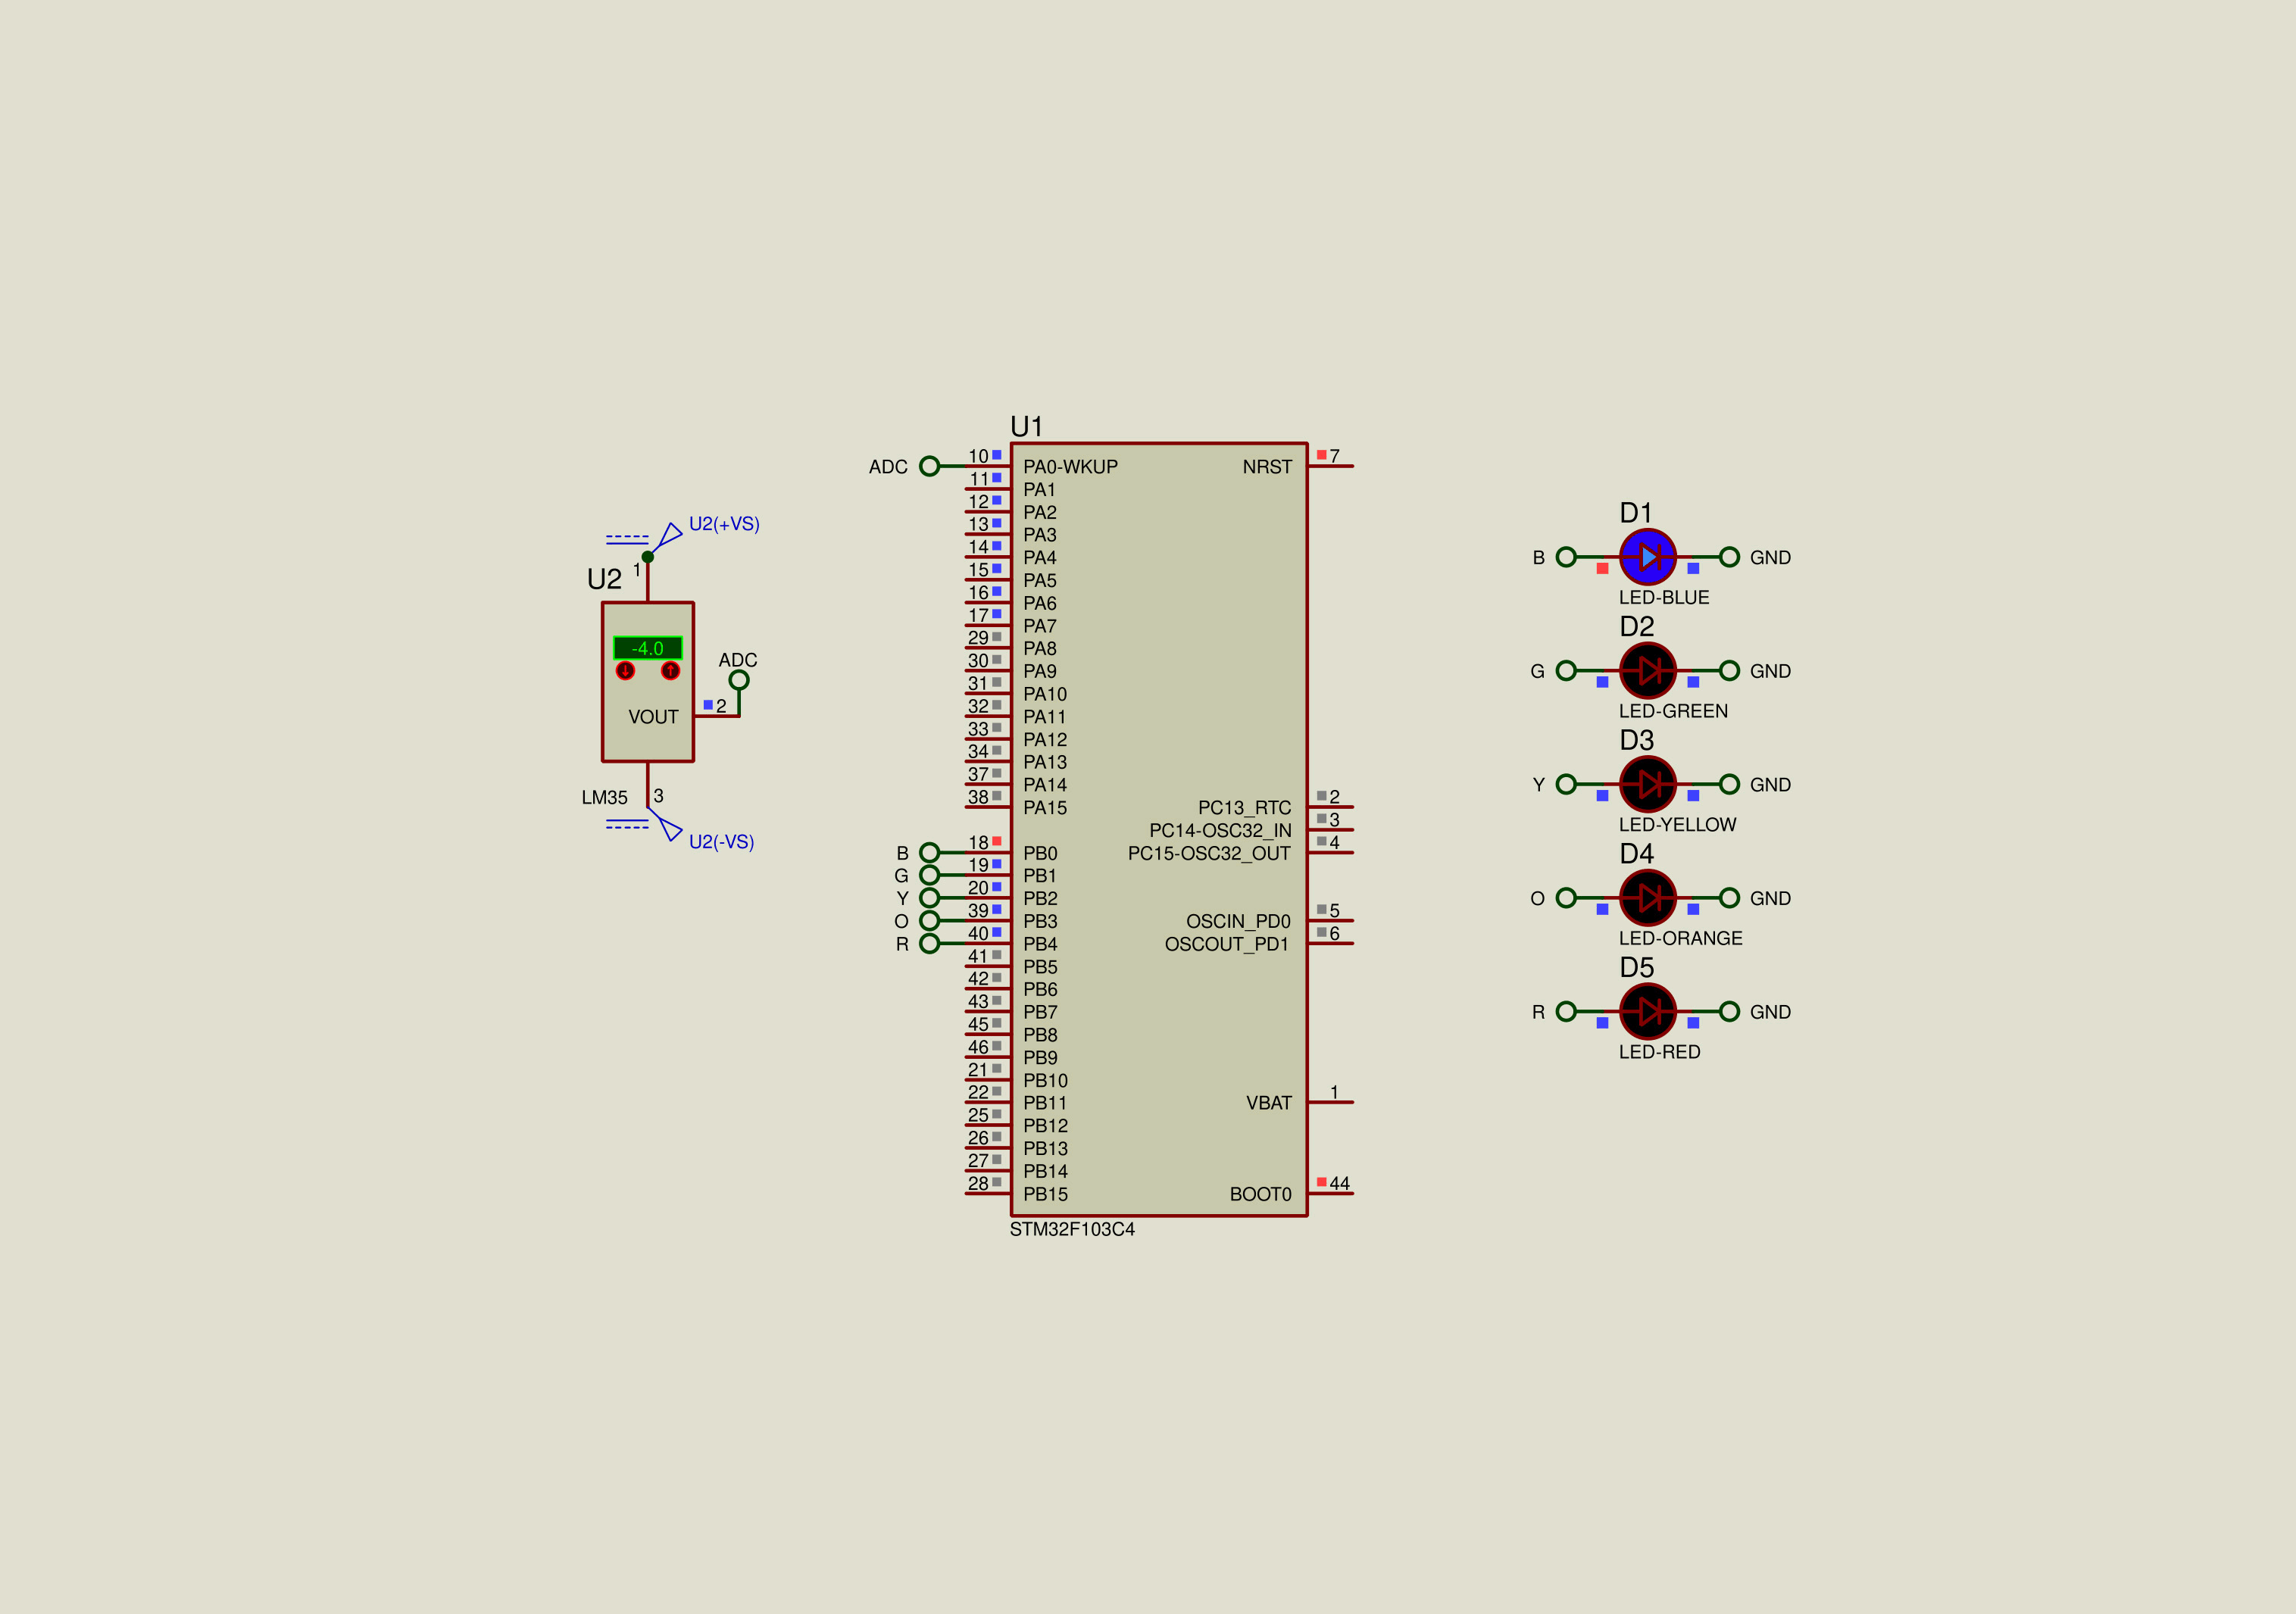 U2(+VS)
1
U2
-4.0
ADC
2
VOUT
LM35
3
U2(-VS)
U1
ADC
10 PA0-WKUP
11 PA1
12 PA2
13 PA3
14 PA4
15 PA5
16 PA6
17 PA7
29 PA8
30 PA9
31 PA10
32 PA11
33 PA12
34 PA13
37 PA14
38 PA15
B 18 PB0
G 19 PB1
Y 20 PB2
O 39 PB3
R 40 PB4
41 PB5
42 PB6
43 PB7
45 PB8
46 PB9
21 PB10
22 PB11
25 PB12
26 PB13
27 PB14
28 PB15
NRST 7
PC13_RTC 2
PC14-OSC32_IN 3
PC15-OSC32_OUT 4
OSCIN_PD0 5
OSCOUT_PD1 6
VBAT 1
BOOT0 44
STM32F103C4
D1
B GND
LED-BLUE
D2
G GND
LED-GREEN
D3
Y GND
LED-YELLOW
D4
O GND
LED-ORANGE
D5
R GND
LED-RED